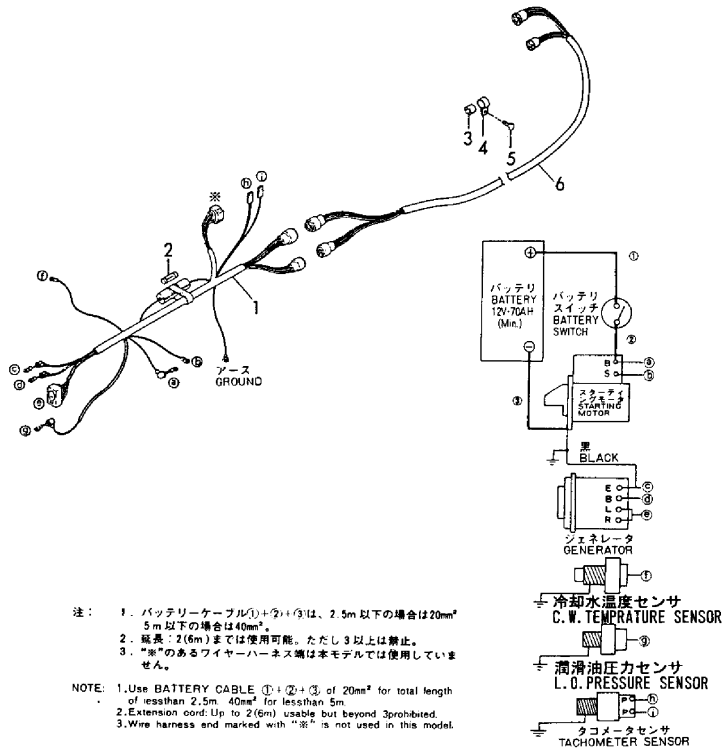 3
4
5
6
※
ⓗ
ⓘ
2
1
ⓕ
ⓒ
ⓓ
ⓔ
ⓖ
ⓑ
ⓐ
アース
GROUND
⊕
バッテリ
BATTERY
12V-70AH
(Min.)
⊖
①
バッテリ
スイッチ
BATTERY
SWITCH
②
③
B ⓐ
S ⓑ
スターティ
ングモータ
STARTING
MOTOR
黒
BLACK
E ⓒ
B ⓓ
L
R ⓔ
ジェネレータ
GENERATOR
ⓕ
冷却水温度センサ
C.W.TEMPRATURE SENSOR
ⓖ
潤滑油圧力センサ
L.O.PRESSURE SENSOR
P ⓗ
P ⓘ
タコメータセンサ
TACHOMETER SENSOR
注: 1. バッテリーケーブル①+②+③は、2.5m 以下の場合は20mm²
5m 以下の場合は40mm²。
2. 延長:2(6m)までは使用可能。ただし3以上は禁止。
3. "※"のあるワイヤーハーネス端は本モデルでは使用していま
せん。
NOTE: 1.Use BATTERY CABLE ①+②+③ of 20mm² for total length
of lessthan 2.5m. 40mm² for lessthan 5m.
2.Extension cord: Up to 2(6m) usable but beyond 3prohibited.
3.Wire harness end marked with "※" is not used in this model.